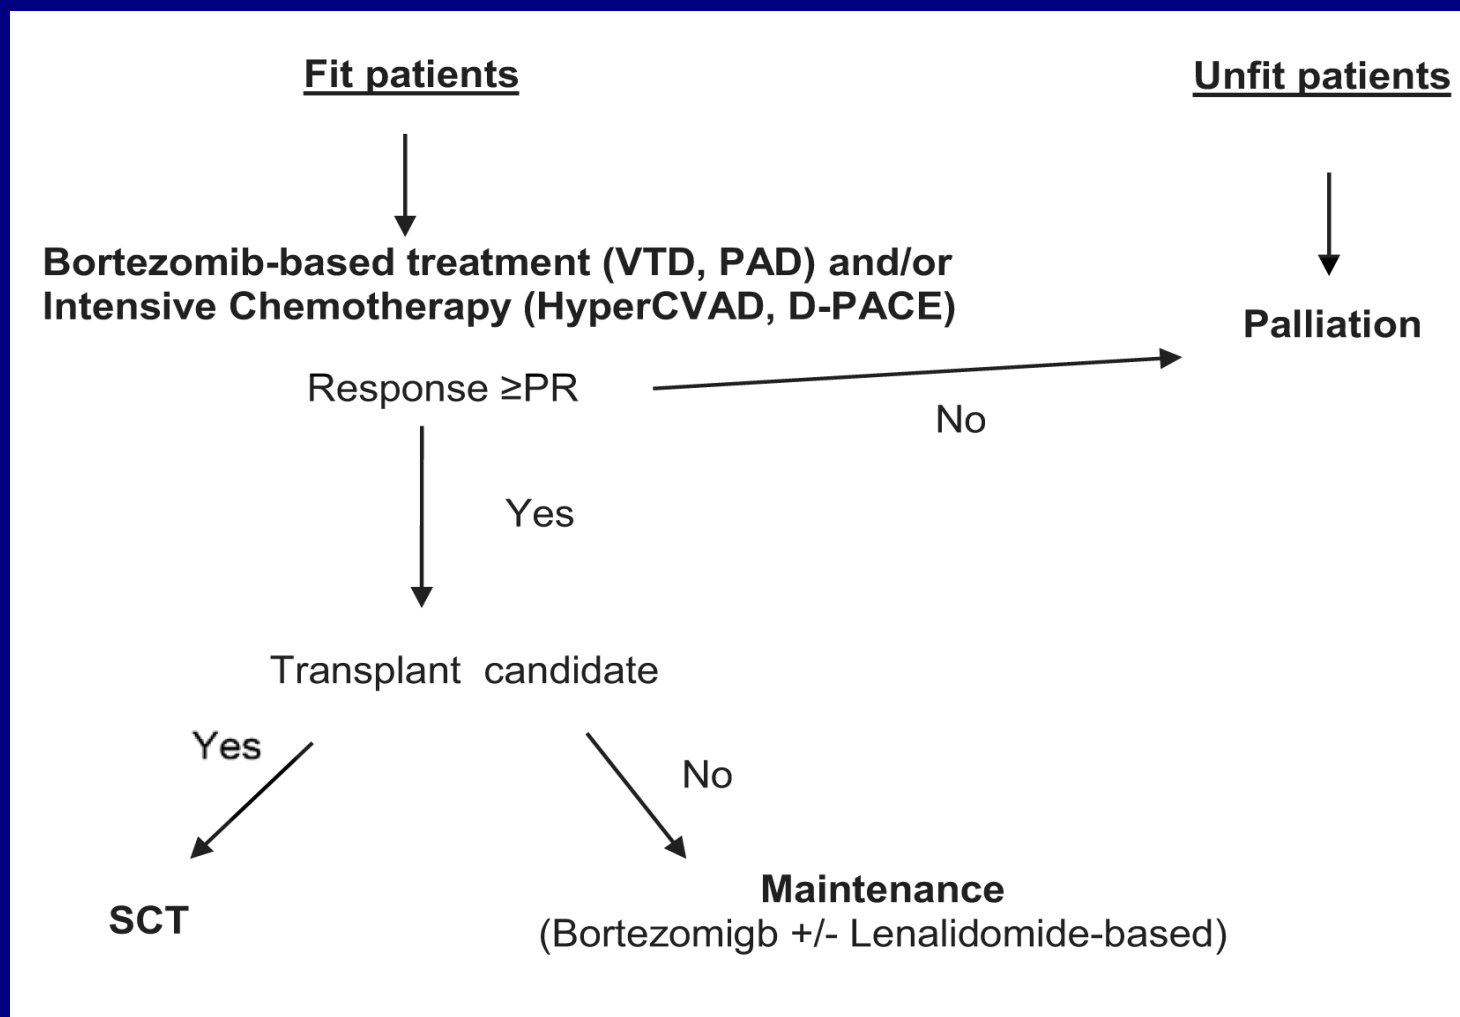 Fit patients
Unfit patients
Bortezomib-based treatment (VTD, PAD) and/or
Intensive Chemotherapy (HyperCVAD, D-PACE)
Palliation
Response ≥PR
No
Yes
Transplant candidate
Yes
No
Maintenance
SCT
(Bortezomigb +/- Lenalidomide-based)